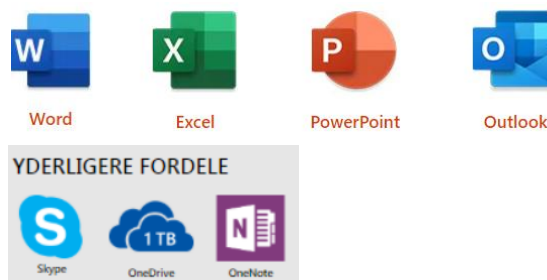 W X P O
Word Excel PowerPoint Outlook
YDERLIGERE FORDELE
S 1 TB N
Skype OneDrive OneNote